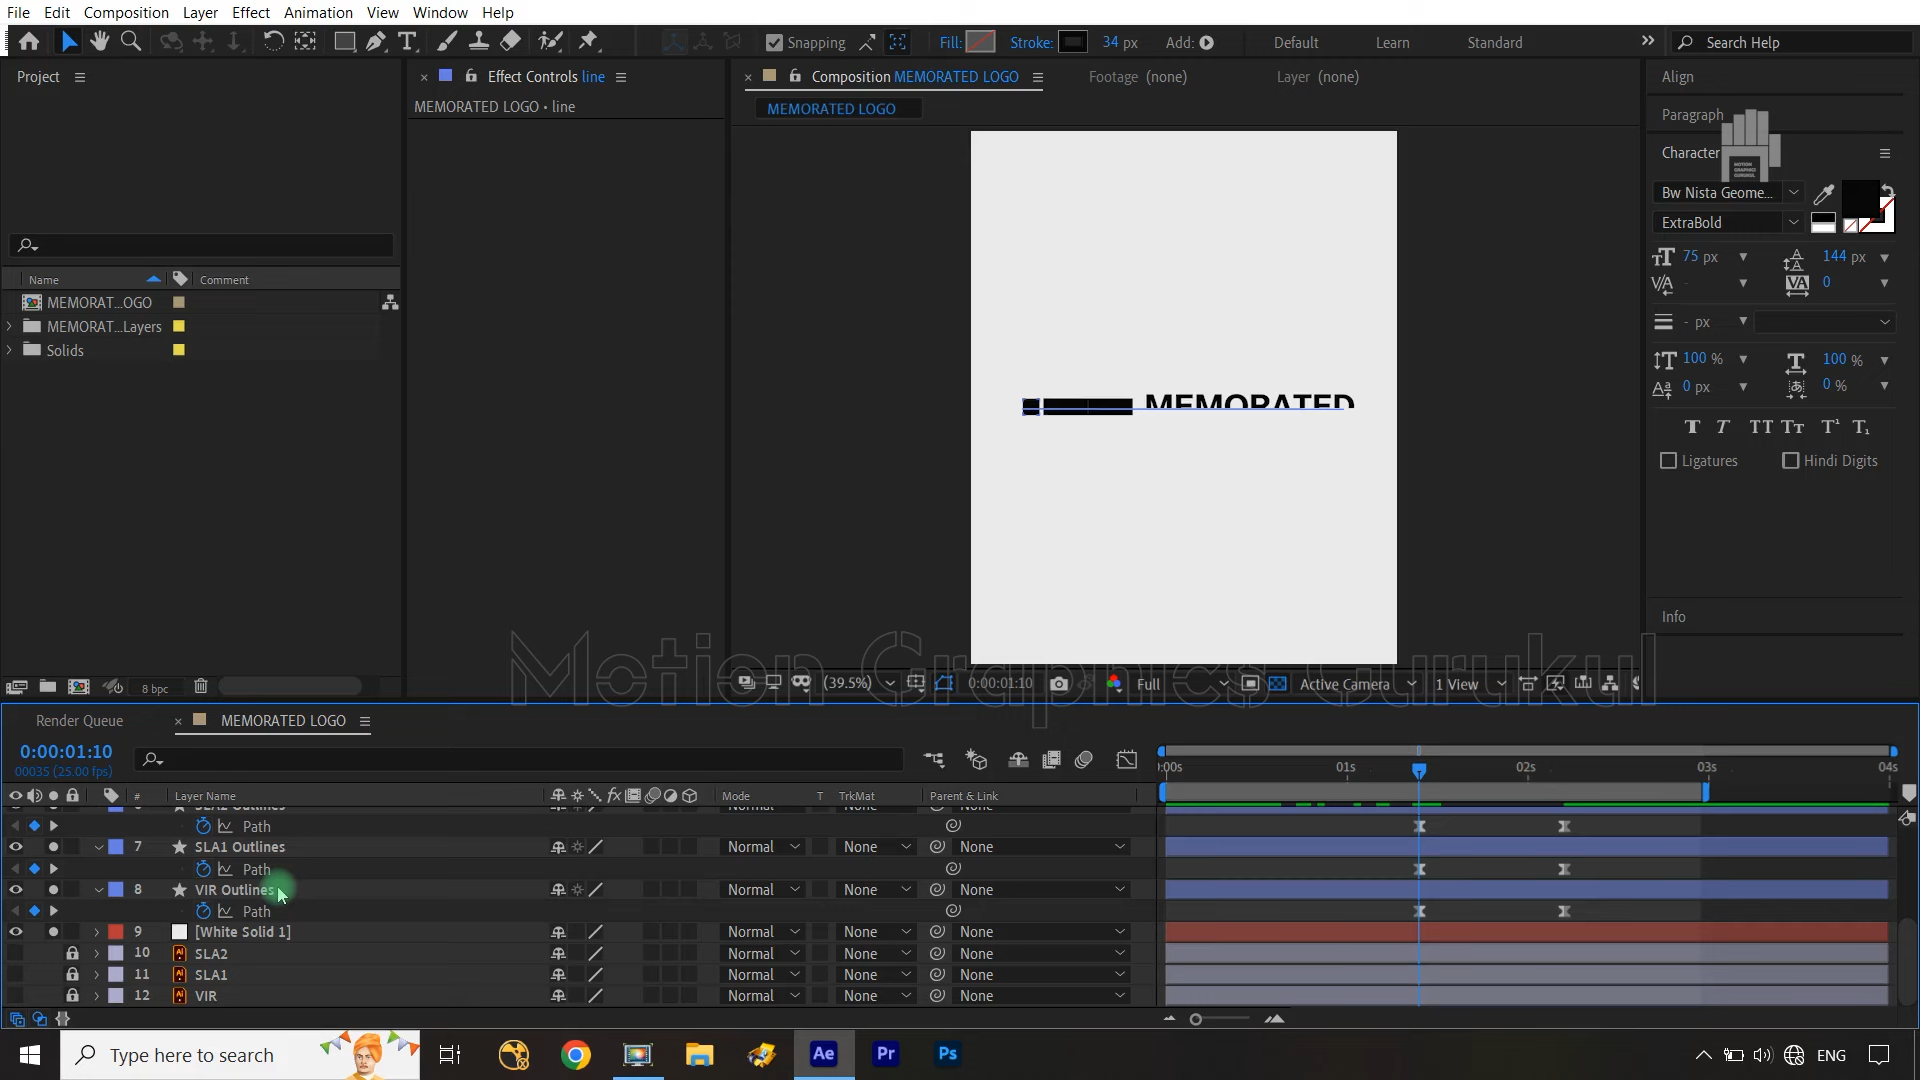 File Edit Composition Layer Effect Animation View Window Help
Snapping Fill: Stroke: 34 px Add: Default Learn Standard Search Help
Project Effect Controls line Composition MEMORATED LOGO Footage (none) Layer (none) Align
MEMORATED LOGO • line MEMORATED LOGO Paragraph
Character
Bw Nista Geome...
ExtraBold
75 px 144 px
- 0
Name Comment
MEMORAT...OGO
MEMORAT...Layers
- px
Solids
100 % 100 %
0 px 0 %
MEMORATED
Ligatures Hindi Digits
Info
Motion Graphics Gurukul
8 bpc (39.5%) 0:00:01:10 Full Active Camera 1 View
Render Queue MEMORATED LOGO
0:00:01:10
00035 (25.00 fps)
:00s 01s 02s 03s 04s
# Layer Name Mode T TrkMat Parent & Link
Path
7 SLA1 Outlines Normal None None
Path
8 VIR Outlines Normal None None
Path
9 [White Solid 1] Normal None None
10 SLA2 Normal None None
11 SLA1 Normal None None
12 VIR Normal None None
Type here to search Ae Pr Ps ENG